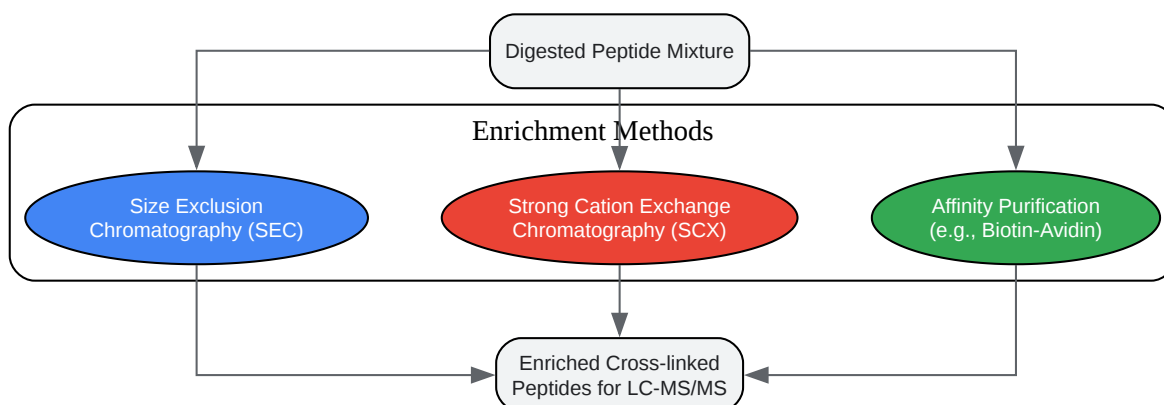 Digested Peptide Mixture
Enrichment Methods
Size Exclusion
Chromatography (SEC)
Strong Cation Exchange
Chromatography (SCX)
Affinity Purification
(e.g., Biotin-Avidin)
Enriched Cross-linked
Peptides for LC-MS/MS